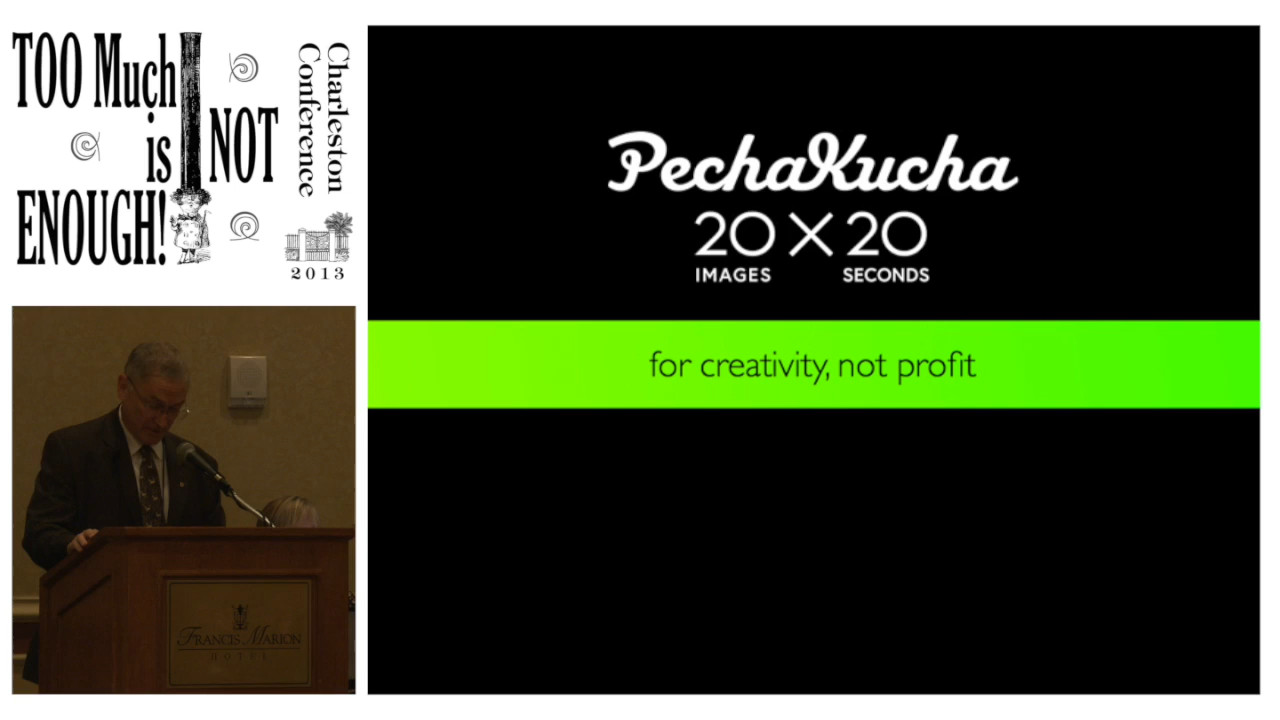 TOO Much
is NOT
ENOUGH!
Charleston
Conference
2013
PechaKucha
20 X 20
IMAGES SECONDS
for creativity, not profit
FRANCIS MARION
HOTEL